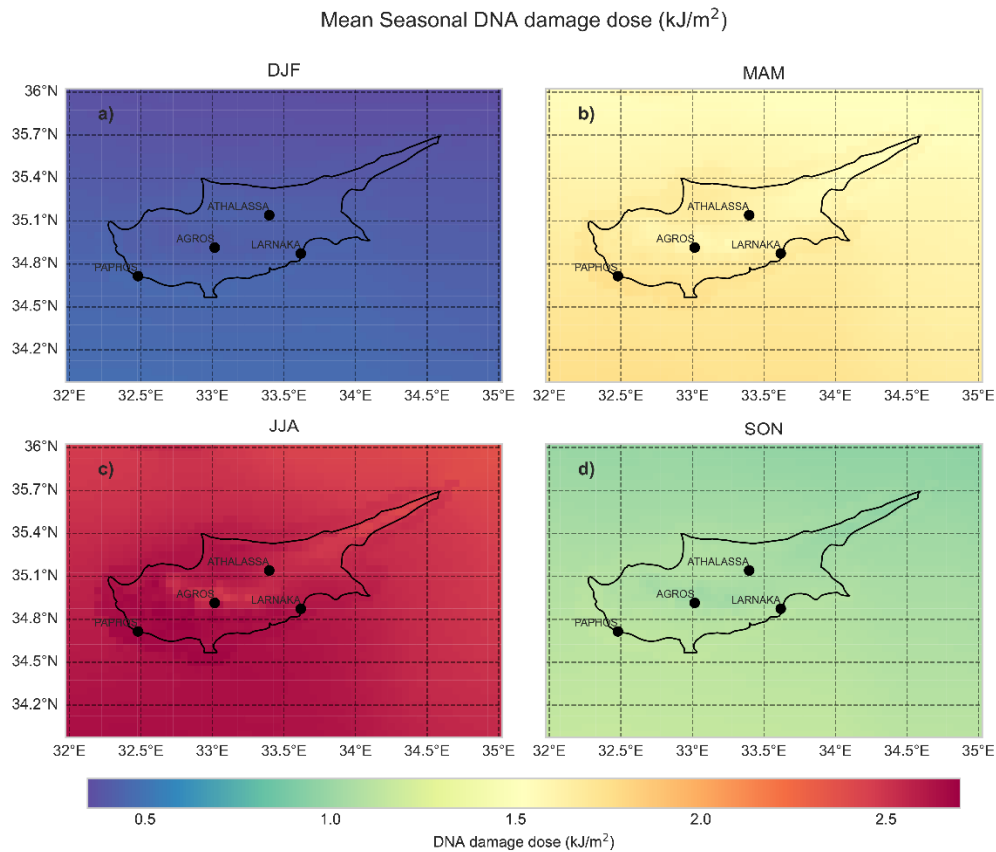 Mean Seasonal DNA damage dose (kJ/m²)
DJF
MAM
36°N
35.7°N
35.4°N
35.1°N
34.8°N
34.5°N
34.2°N
a)
ATHALASSA
AGROS
LARNAKA
PAPHOS
b)
ATHALASSA
AGROS
LARNAKA
PAPHOS
32°E 32.5°E 33°E 33.5°E 34°E 34.5°E 35°E
32°E 32.5°E 33°E 33.5°E 34°E 34.5°E 35°E
JJA
SON
36°N
35.7°N
35.4°N
35.1°N
34.8°N
34.5°N
34.2°N
c)
ATHALASSA
AGROS
LARNAKA
PAPHOS
d)
ATHALASSA
AGROS
LARNAKA
PAPHOS
32°E 32.5°E 33°E 33.5°E 34°E 34.5°E 35°E
32°E 32.5°E 33°E 33.5°E 34°E 34.5°E 35°E
0.5 1.0 1.5 2.0 2.5
DNA damage dose (kJ/m²)